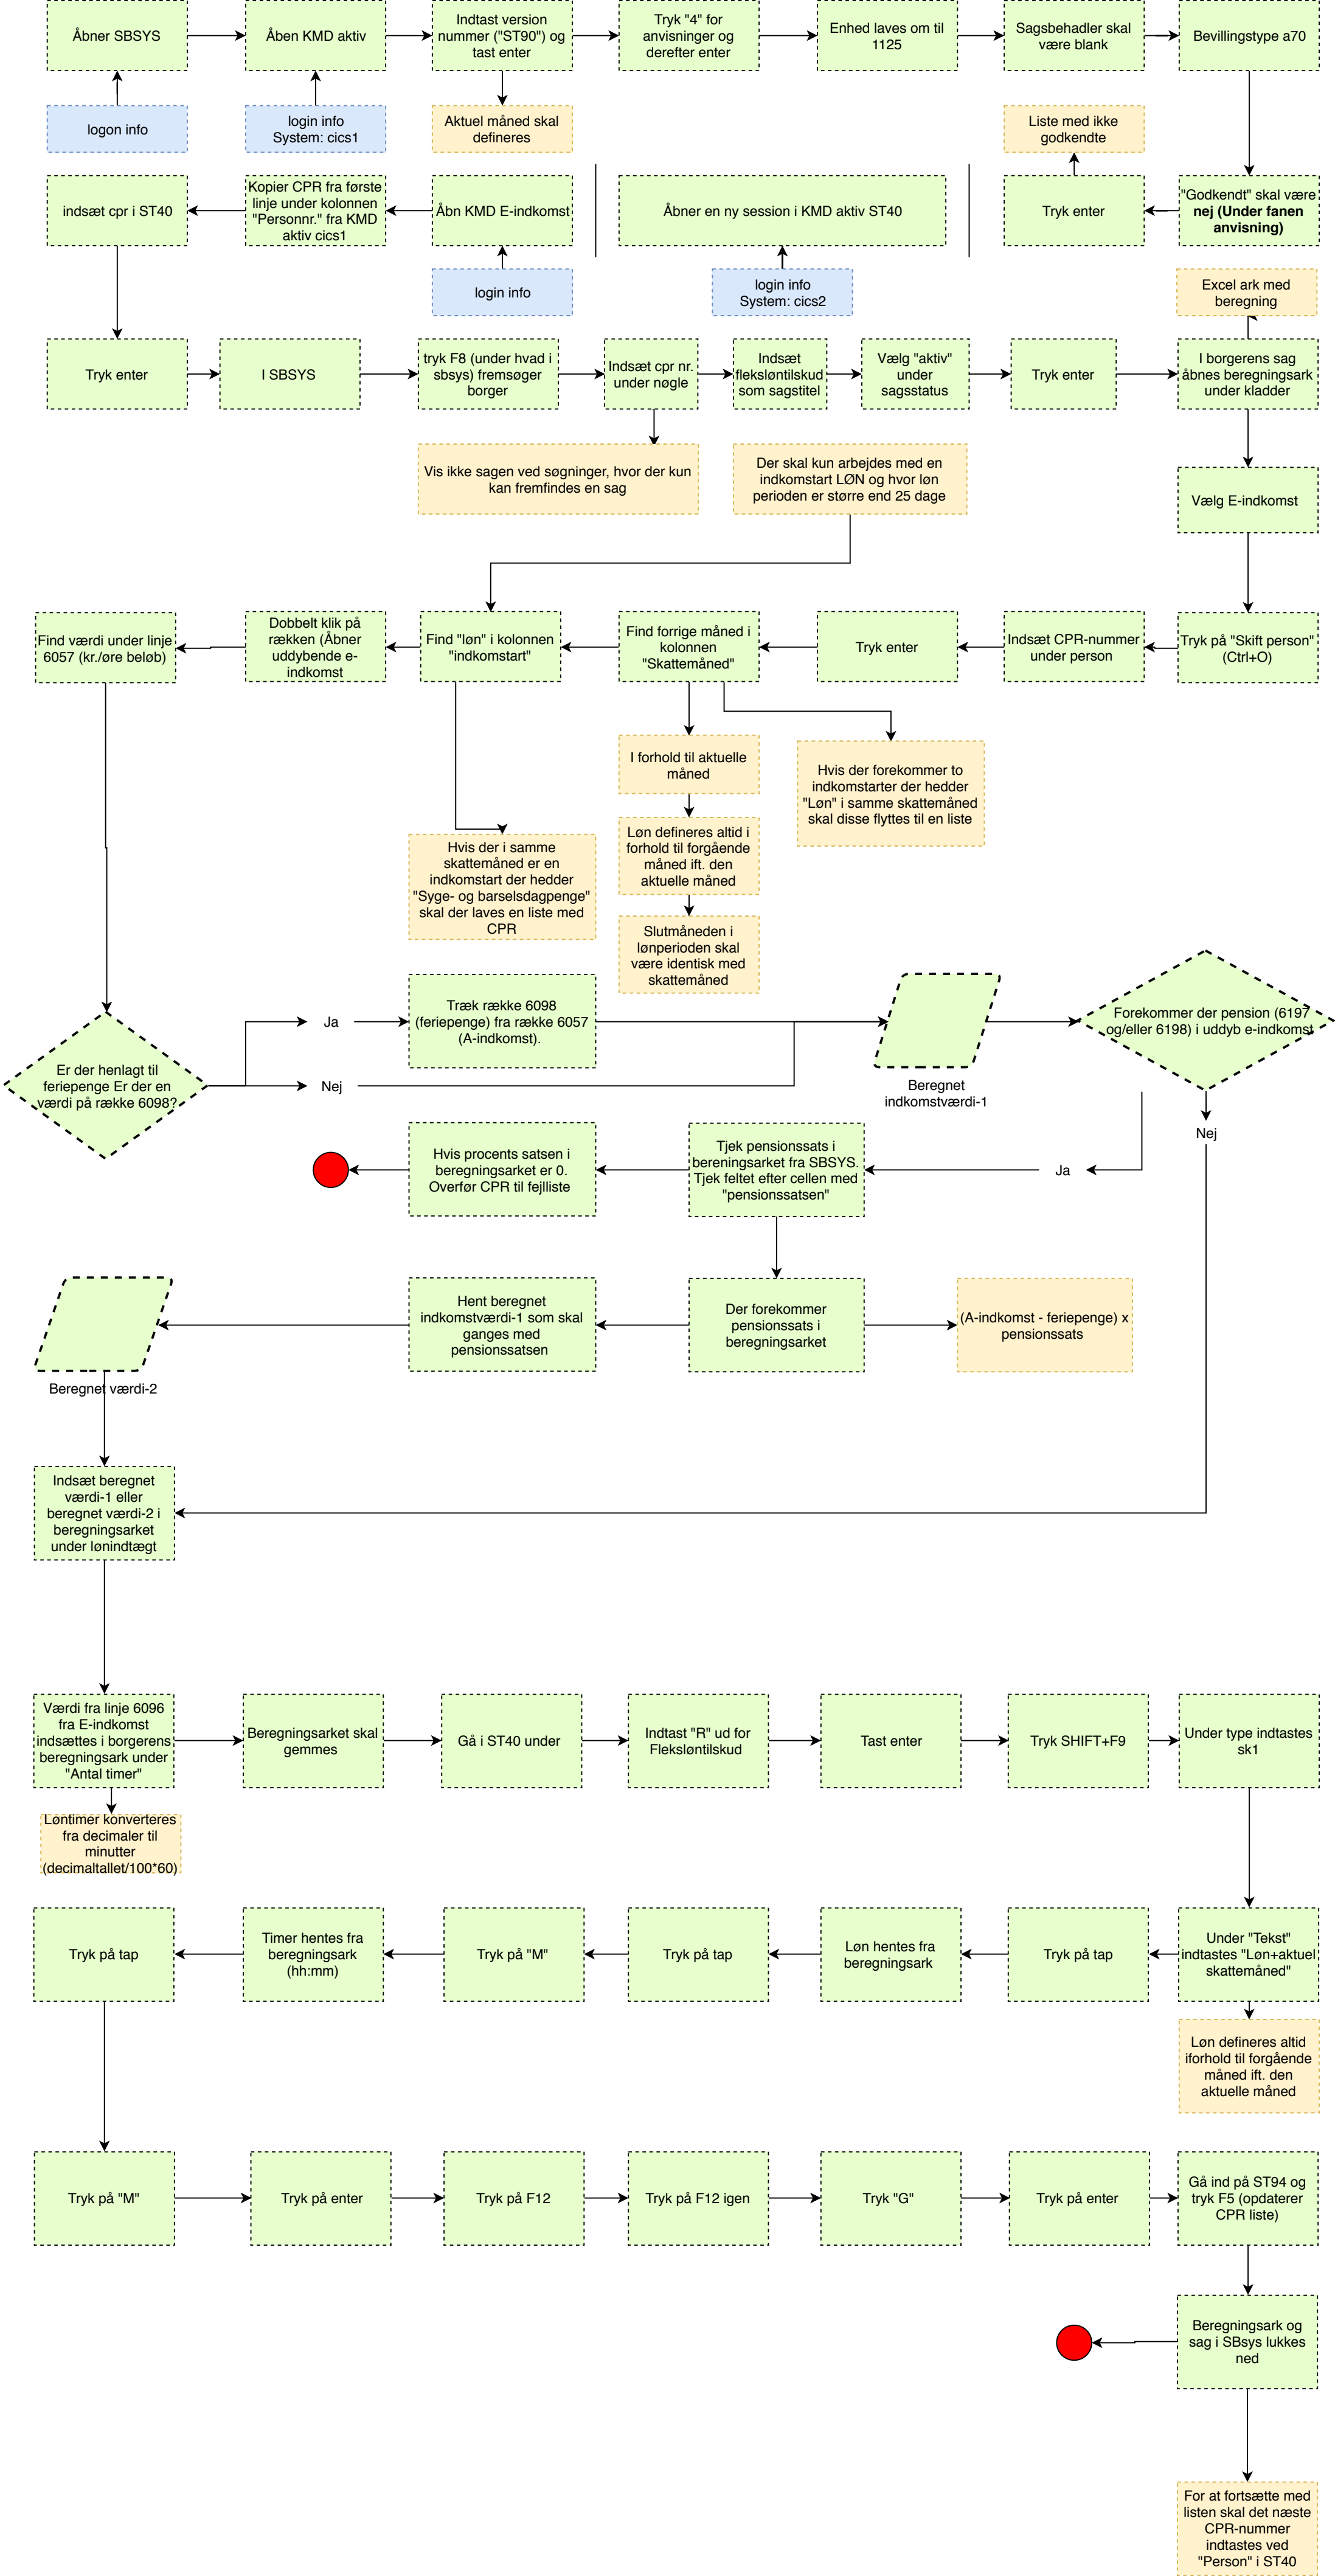 Åbner SBSYS
Åben KMD aktiv
Indtast version
nummer ("ST90") og
tast enter
Tryk "4" for
anvisninger og
derefter enter
Enhed laves om til
1125
Sagsbehadler skal
være blank
Bevillingstype a70
logon info
login info
System: cics1
Aktuel måned skal
defineres
Liste med ikke
godkendte
indsæt cpr i ST40
Kopier CPR fra første
linje under kolonnen
"Personnr." fra KMD
aktiv cics1
Åbn KMD E-indkomst
Åbner en ny session i KMD aktiv ST40
Tryk enter
"Godkendt" skal være
nej (Under fanen
anvisning)
login info
login info
System: cics2
Excel ark med
beregning
Tryk enter
I SBSYS
tryk F8 (under hvad i
sbsys) fremsøger
borger
Indsæt cpr nr.
under nøgle
Indsæt
fleksløntilskud
som sagstitel
Vælg "aktiv"
under
sagsstatus
Tryk enter
I borgerens sag
åbnes beregningsark
under kladder
Vis ikke sagen ved søgninger, hvor der kun
kan fremfindes en sag
Der skal kun arbejdes med en
indkomstart LØN og hvor løn
perioden er større end 25 dage
Vælg E-indkomst
Find værdi under linje
6057 (kr./øre beløb)
Dobbelt klik på
rækken (Åbner
uddybende e-
indkomst
Find "løn" i kolonnen
"indkomstart"
Find forrige måned i
kolonnen
"Skattemåned"
Tryk enter
Indsæt CPR-nummer
under person
Tryk på "Skift person"
(Ctrl+O)
I forhold til aktuelle
måned
Hvis der forekommer to
indkomstarter der hedder
"Løn" i samme skattemåned
skal disse flyttes til en liste
Hvis der i samme
skattemåned er en
indkomstart der hedder
"Syge- og barselsdagpenge"
skal der laves en liste med
CPR
Løn defineres altid i
forhold til forgående
måned ift. den
aktuelle måned
Slutmåneden i
lønperioden skal
være identisk med
skattemåned
Er der henlagt til
feriepenge Er der en
værdi på række 6098?
Ja
Træk række 6098
(feriepenge) fra række 6057
(A-indkomst).
Nej
Beregnet
indkomstværdi-1
Forekommer der pension (6197
og/eller 6198) i uddyb e-indkomst
Nej
Hvis procents satsen i
beregningsarket er 0.
Overfør CPR til fejlliste
Tjek pensionssats i
bereningsarket fra SBSYS.
Tjek feltet efter cellen med
"pensionssatsen"
Ja
Beregnet værdi-2
Hent beregnet
indkomstværdi-1 som skal
ganges med
pensionssatsen
Der forekommer
pensionssats i
beregningsarket
(A-indkomst - feriepenge) x
pensionssats
Indsæt beregnet
værdi-1 eller
beregnet værdi-2 i
beregningsarket
under lønindtægt
Værdi fra linje 6096
fra E-indkomst
indsættes i borgerens
beregningsark under
"Antal timer"
Beregningsarket skal
gemmes
Gå i ST40 under
Indtast "R" ud for
Fleksløntilskud
Tast enter
Tryk SHIFT+F9
Under type indtastes
sk1
Løntimer konverteres
fra decimaler til
minutter
(decimaltallet/100*60)
Tryk på tap
Timer hentes fra
beregningsark
(hh:mm)
Tryk på "M"
Tryk på tap
Løn hentes fra
beregningsark
Tryk på tap
Under "Tekst"
indtastes "Løn+aktuel
skattemåned"
Løn defineres altid
iforhold til forgående
måned ift. den
aktuelle måned
Tryk på "M"
Tryk på enter
Tryk på F12
Tryk på F12 igen
Tryk "G"
Tryk på enter
Gå ind på ST94 og
tryk F5 (opdaterer
CPR liste)
Beregningsark og
sag i SBsys lukkes
ned
For at fortsætte med
listen skal det næste
CPR-nummer
indtastes ved
"Person" i ST40